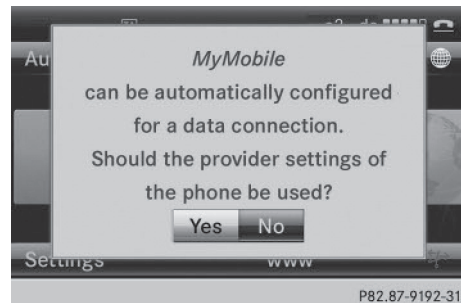 Au
MyMobile
can be automatically configured
for a data connection.
Should the provider settings of
the phone be used?
Yes No
Settings www
P82.87-9192-31